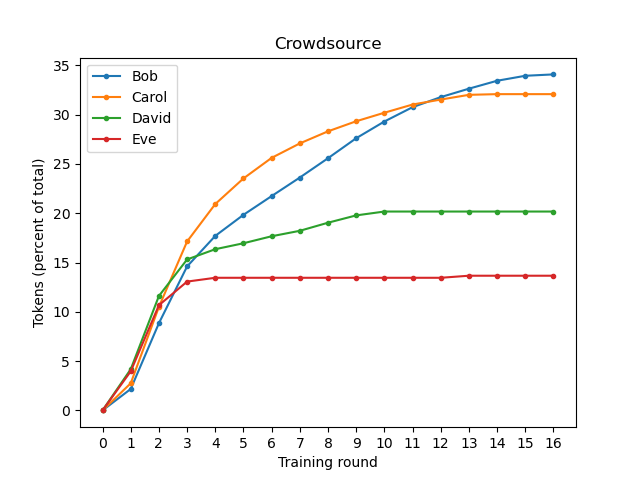 Crowdsource
Bob
Carol
David
Eve
Tokens (percent of total)
35
30
25
20
15
10
5
0
0 1 2 3 4 5 6 7 8 9 10 11 12 13 14 15 16
Training round